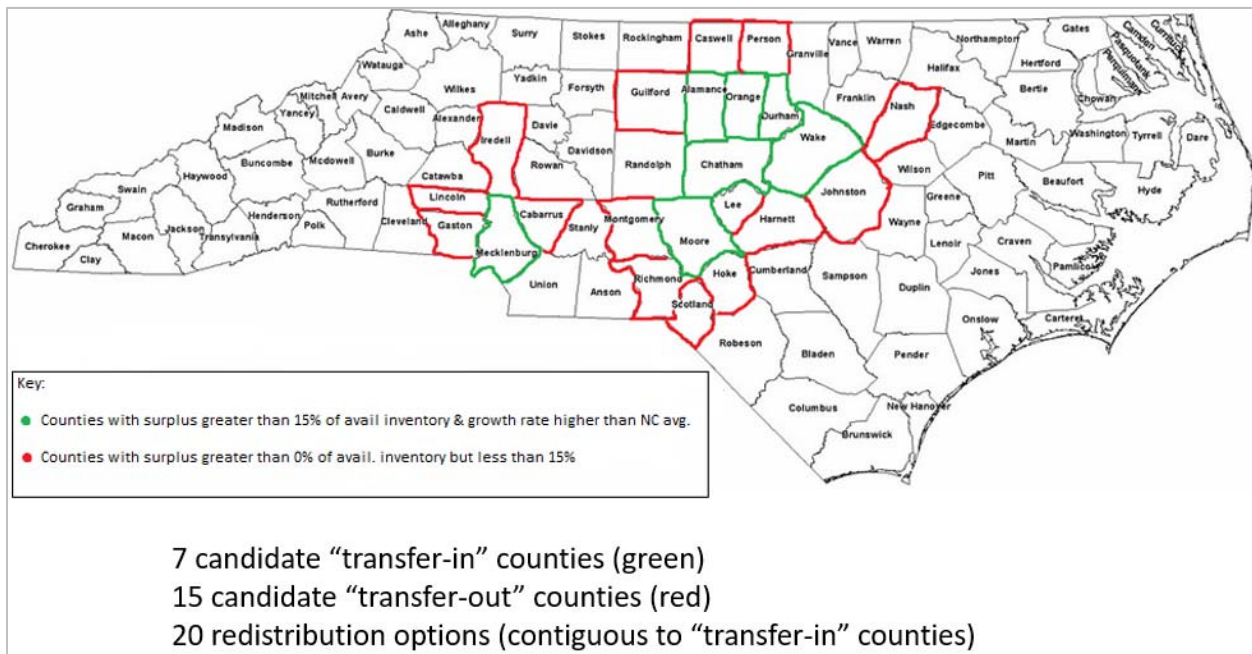 Alleghany
Ashe
Surry
Stokes
Rockingham
Caswell
Person
Granville
Vance
Warren
Northampton
Gates
Camden
Currituck
Pasquotank
Perquimans
Hertford
Halifax
Watauga
Wilkes
Yadkin
Forsyth
Guilford
Alamance
Orange
Durham
Franklin
Nash
Edgecombe
Bertie
Chowan
Mitchell
Avery
Yancey
Caldwell
Alexander
Iredell
Davie
Davidson
Wake
Martin
Washington
Tyrrell
Dare
Madison
Buncombe
Mcdowell
Burke
Catawba
Rowan
Randolph
Chatham
Wilson
Pitt
Beaufort
Hyde
Haywood
Swain
Graham
Rutherford
Lincoln
Cabarrus
Stanly
Montgomery
Lee
Harnett
Johnston
Greene
Wayne
Cherokee
Clay
Macon
Jackson
Transylvania
Henderson
Polk
Cleveland
Gaston
Mecklenburg
Moore
Lenoir
Craven
Pamlico
Jones
Union
Anson
Richmond
Scotland
Hoke
Cumberland
Sampson
Duplin
Onslow
Carteret
Robeson
Bladen
Pender
Columbus
New Hanover
Brunswick
Key:
Counties with surplus greater than 15% of avail inventory & growth rate higher than NC avg.
Counties with surplus greater than 0% of avail. inventory but less than 15%
7 candidate “transfer-in” counties (green)
15 candidate “transfer-out” counties (red)
20 redistribution options (contiguous to “transfer-in” counties)